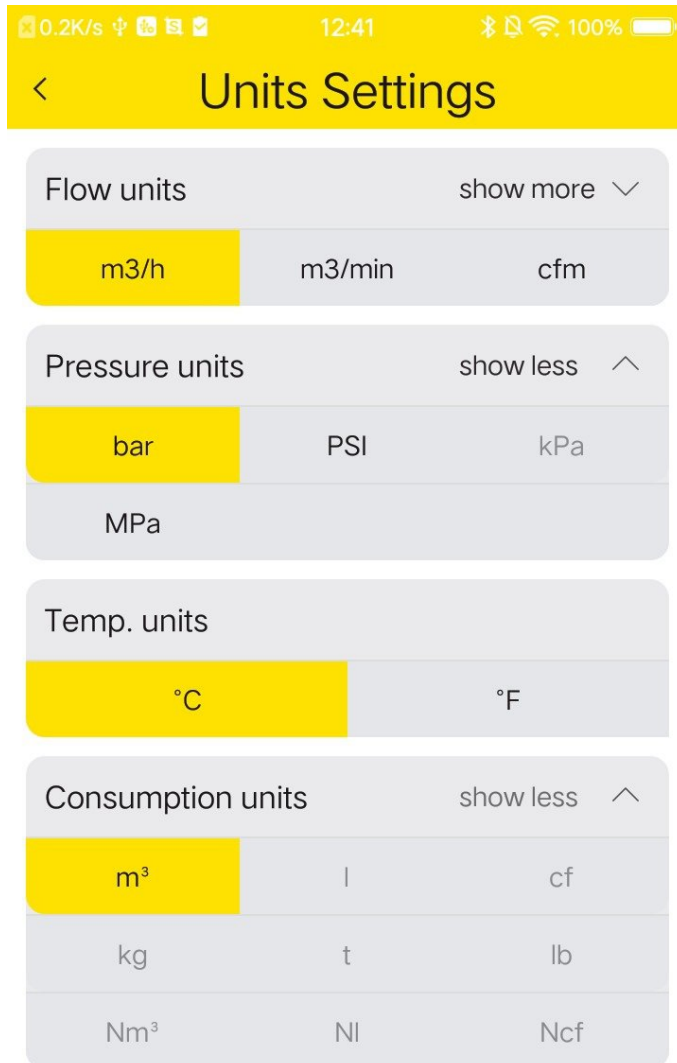 0.2K/s 12:41 100%
Units Settings
Flow units show more
m3/h m3/min cfm
Pressure units show less
bar PSI kPa
MPa
Temp. units
°C °F
Consumption units show less
m³ l cf
kg t lb
Nm³ Nl Ncf